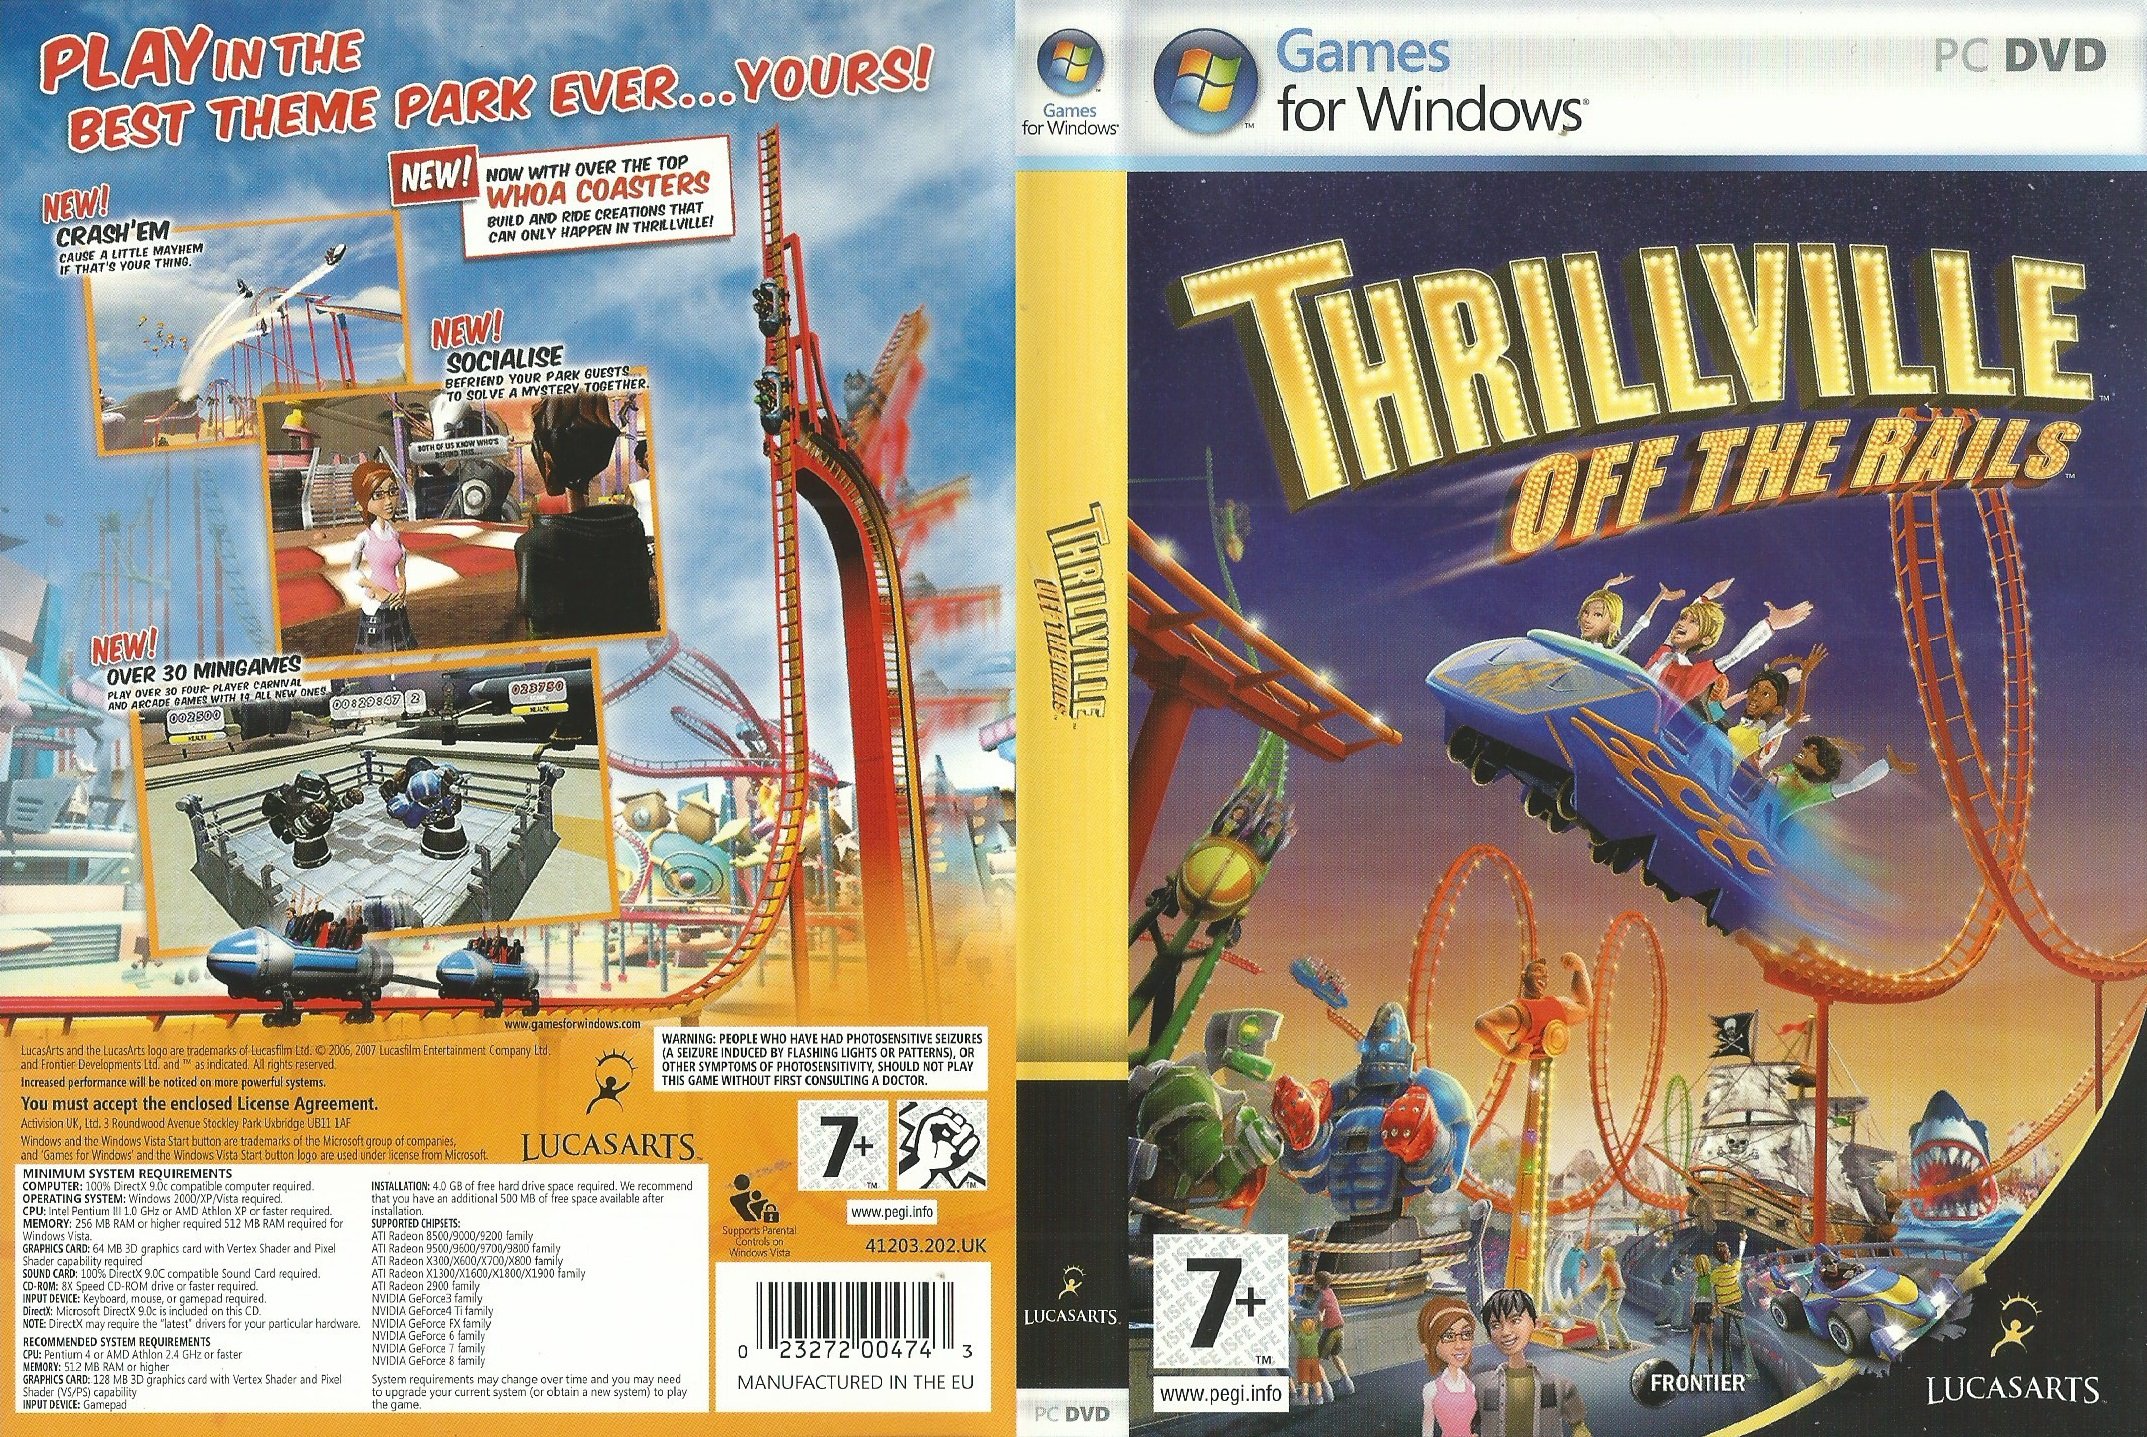 PLAY IN THE
BEST THEME PARK EVER...YOURS!
NEW!
NOW WITH OVER THE TOP
WHOA COASTERS
BUILD AND RIDE CREATIONS THAT
CAN ONLY HAPPEN IN THRILLVILLE!
NEW!
CRASH'EM
CAUSE A LITTLE MAYHEM
IF THAT'S YOUR THING.
NEW!
SOCIALISE
BEFRIEND YOUR PARK GUESTS...
TO SOLVE A MYSTERY TOGETHER.
BOTH OF US KNOW WHO'S
BEHIND THIS...
NEW!
OVER 30 MINIGAMES
PLAY OVER 30 FOUR-PLAYER CARNIVAL
AND ARCADE GAMES WITH 14 ALL NEW ONES
002500
HEALTH
00829847 2
023750
HEALTH
www.gamesforwindows.com
LucasArts and the LucasArts logo are trademarks of Lucasfilm Ltd. © 2006, 2007 Lucasfilm Entertainment Company Ltd.
and Frontier Developments Ltd. and ™ as indicated. All rights reserved.
Increased performance will be noticed on more powerful systems.
You must accept the enclosed License Agreement.
Activision UK, Ltd. 3 Roundwood Avenue Stockley Park Uxbridge UB11 1AF
Windows and the Windows Vista Start button are trademarks of the Microsoft group of companies,
and 'Games for Windows' and the Windows Vista Start button logo are used under license from Microsoft.
LUCASARTS™
WARNING: PEOPLE WHO HAVE HAD PHOTOSENSITIVE SEIZURES
(A SEIZURE INDUCED BY FLASHING LIGHTS OR PATTERNS), OR
OTHER SYMPTOMS OF PHOTOSENSITIVITY, SHOULD NOT PLAY
THIS GAME WITHOUT FIRST CONSULTING A DOCTOR.
7+
™
™
www.pegi.info
Supports Parental
Controls on
Windows Vista
41203.202.UK
0 23272 00474 3
MANUFACTURED IN THE EU
MINIMUM SYSTEM REQUIREMENTS
COMPUTER: 100% DirectX 9.0c compatible computer required.
OPERATING SYSTEM: Windows 2000/XP/Vista required.
CPU: Intel Pentium III 1.0 GHz or AMD Athlon XP or faster required.
MEMORY: 256 MB RAM or higher required 512 MB RAM required for
Windows Vista.
GRAPHICS CARD: 64 MB 3D graphics card with Vertex Shader and Pixel
Shader capability required
SOUND CARD: 100% DirectX 9.0C compatible Sound Card required.
CD-ROM: 8X Speed CD-ROM drive or faster required.
INPUT DEVICE: Keyboard, mouse, or gamepad required.
DirectX: Microsoft DirectX 9.0c is included on this CD.
NOTE: DirectX may require the "latest" drivers for your particular hardware.
RECOMMENDED SYSTEM REQUIREMENTS
CPU: Pentium 4 or AMD Athlon 2.4 GHz or faster
MEMORY: 512 MB RAM or higher
GRAPHICS CARD: 128 MB 3D graphics card with Vertex Shader and Pixel
Shader (VS/PS) capability
INPUT DEVICE: Gamepad
INSTALLATION: 4.0 GB of free hard drive space required. We recommend
that you have an additional 500 MB of free space available after
installation.
SUPPORTED CHIPSETS:
ATI Radeon 8500/9000/9200 family
ATI Radeon 9500/9600/9700/9800 family
ATI Radeon X300/X600/X700/X800 family
ATI Radeon X1300/X1600/X1800/X1900 family
ATI Radeon 2900 family
NVIDIA GeForce3 family
NVIDIA GeForce4 Ti family
NVIDIA GeForce FX family
NVIDIA GeForce 6 family
NVIDIA GeForce 7 family
NVIDIA GeForce 8 family
System requirements may change over time and you may need
to upgrade your current system (or obtain a new system) to play
the game.
Games
for Windows®
THRILLVILLE
OFF THE RAILS™
LUCASARTS™
PC DVD
Games
for Windows®
PC DVD
THRILLVILLE™
OFF THE RAILS™
7+
™
www.pegi.info
FRONTIER™
LUCASARTS™